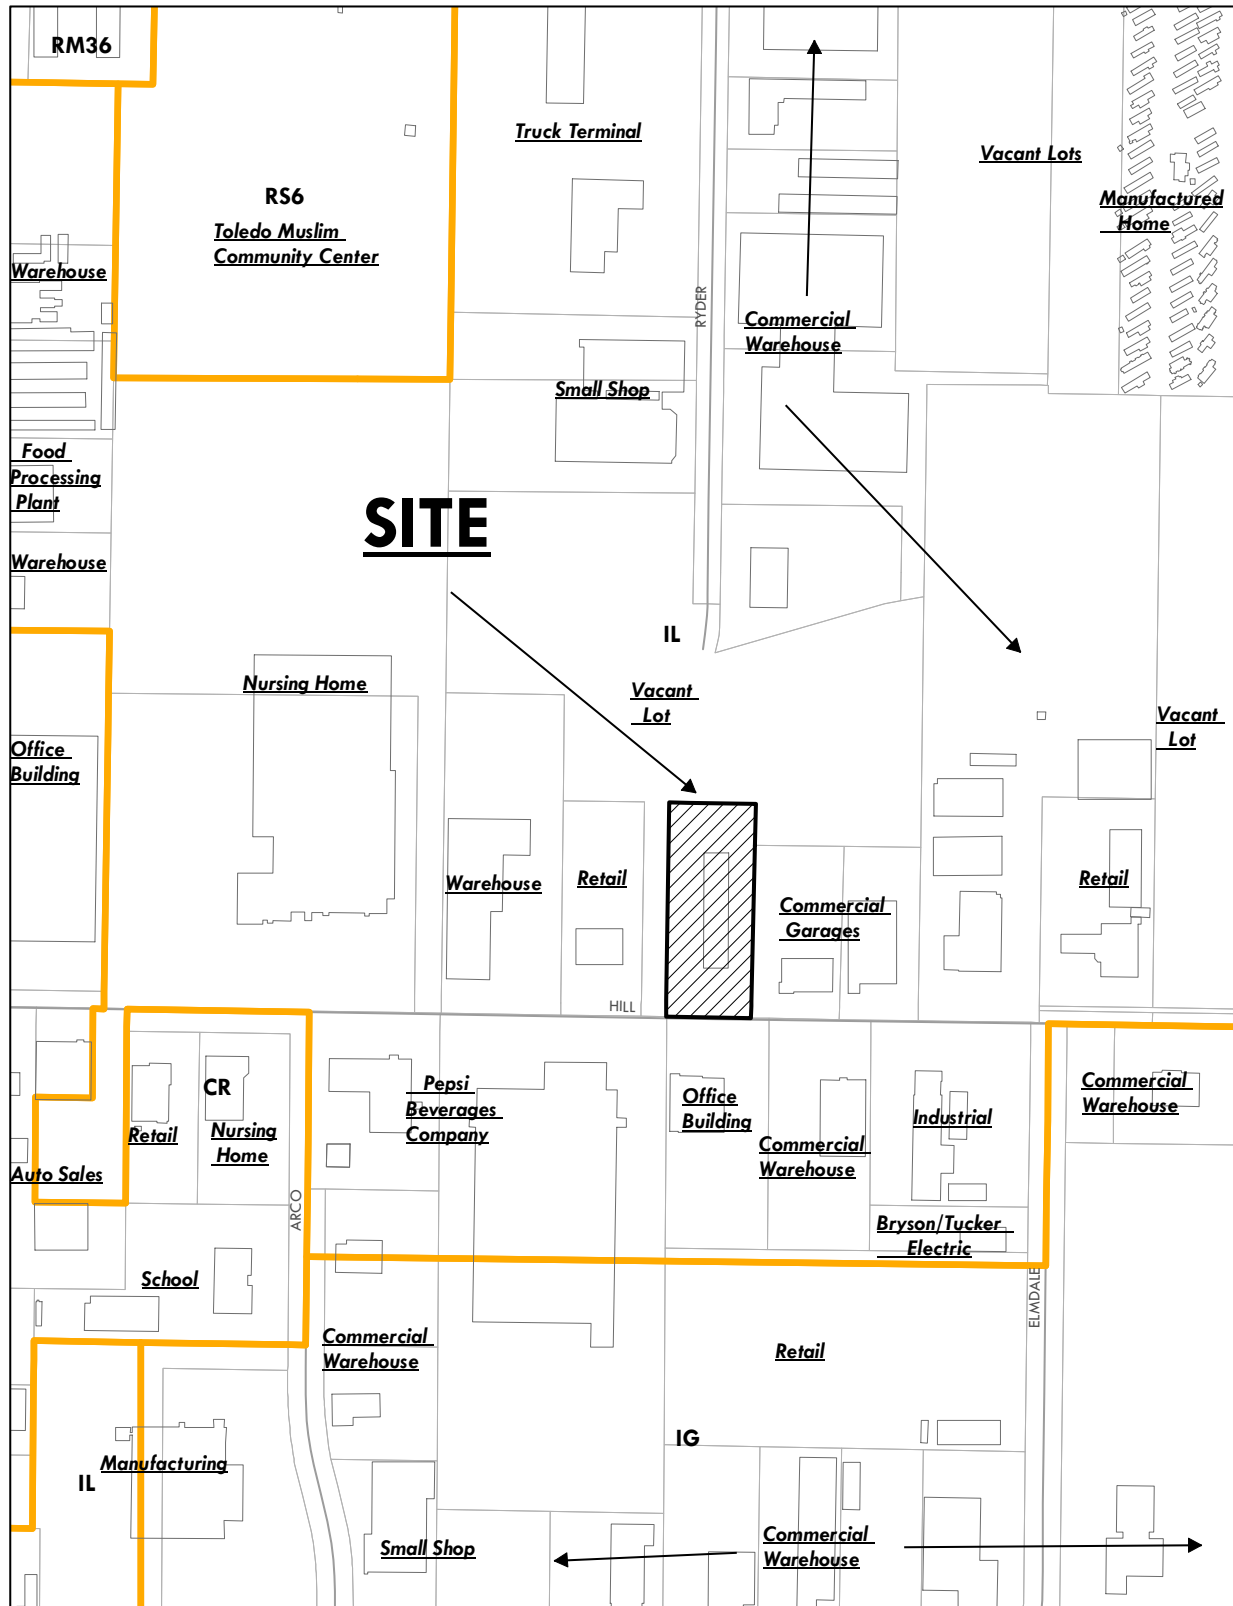 RM36
Truck Terminal
Vacant Lots
RS6
Manufactured
Home
Toledo Muslim
Community Center
Warehouse
RYDER
Commercial
Warehouse
Small Shop
Food
Processing
Plant
SITE
Warehouse
IL
Nursing Home
Vacant
Lot
Vacant
Lot
Office
Building
Warehouse
Retail
Commercial
Garages
Retail
HILL
CR
Pepsi
Beverages
Company
Office
Building
Commercial
Warehouse
Retail
Nursing
Home
Commercial
Warehouse
Industrial
Auto Sales
ARCO
Bryson/Tucker
Electric
School
ELMDALE
Commercial
Warehouse
Retail
IG
Manufacturing
IL
Small Shop
Commercial
Warehouse